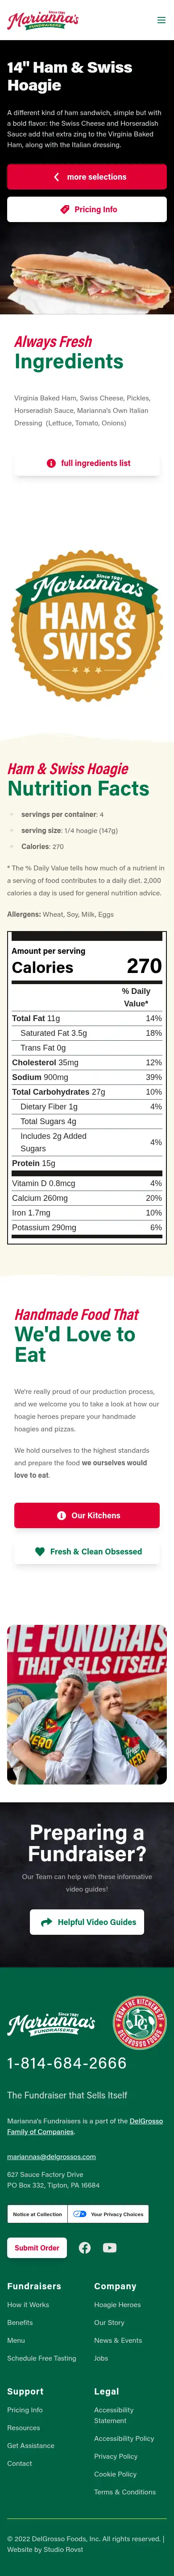 Since 1981
Marianna's
FUNDRAISERS
14" Ham & Swiss
Hoagie
A different kind of ham sandwich, simple but with
a bold flavor: the Swiss Cheese and Horseradish
Sauce add that extra zing to the Virginia Baked
Ham, along with the Italian dressing.
more selections
Pricing Info
Always Fresh
Ingredients
Virginia Baked Ham, Swiss Cheese, Pickles,
Horseradish Sauce, Marianna's Own Italian
Dressing (Lettuce, Tomato, Onions)
full ingredients list
Since 1981
Marianna's
HAM &
SWISS
Ham & Swiss Hoagie
Nutrition Facts
servings per container: 4
serving size: 1/4 hoagie (147g)
Calories: 270
* The % Daily Value tells how much of a nutrient in
a serving of food contributes to a daily diet. 2,000
calories a day is used for general nutrition advice.
Allergens: Wheat, Soy, Milk, Eggs
Amount per serving
Calories 270
% Daily
Value*
Total Fat 11g 14%
Saturated Fat 3.5g 18%
Trans Fat 0g
Cholesterol 35mg 12%
Sodium 900mg 39%
Total Carbohydrates 27g 10%
Dietary Fiber 1g 4%
Total Sugars 4g
Includes 2g Added
Sugars 4%
Protein 15g
Vitamin D 0.8mcg 4%
Calcium 260mg 20%
Iron 1.7mg 10%
Potassium 290mg 6%
Handmade Food That
We'd Love to
Eat
We're really proud of our production process,
and we welcome you to take a look at how our
hoagie heroes prepare your handmade
hoagies and pizzas.
We hold ourselves to the highest standards
and prepare the food we ourselves would
love to eat.
Our Kitchens
Fresh & Clean Obsessed
HE FUNDRAIS
THAT SELLS ITSELF
Preparing a
Fundraiser?
Our Team can help with these informative
video guides!
Helpful Video Guides
Since 1981
Marianna's
FUNDRAISERS
FROM THE KITCHENS OF
DELGROSSO FOODS
1-814-684-2666
The Fundraiser that Sells Itself
Marianna's Fundraisers is a part of the DelGrosso
Family of Companies.
mariannas@delgrossos.com
627 Sauce Factory Drive
PO Box 332, Tipton, PA 16684
Notice at Collection
Your Privacy Choices
Submit Order
Fundraisers
How it Works
Benefits
Menu
Schedule Free Tasting
Company
Hoagie Heroes
Our Story
News & Events
Jobs
Support
Pricing Info
Resources
Get Assistance
Contact
Legal
Accessibility
Statement
Accessibility Policy
Privacy Policy
Cookie Policy
Terms & Conditions
© 2022 DelGrosso Foods, Inc. All rights reserved. |
Website by Studio Rovst